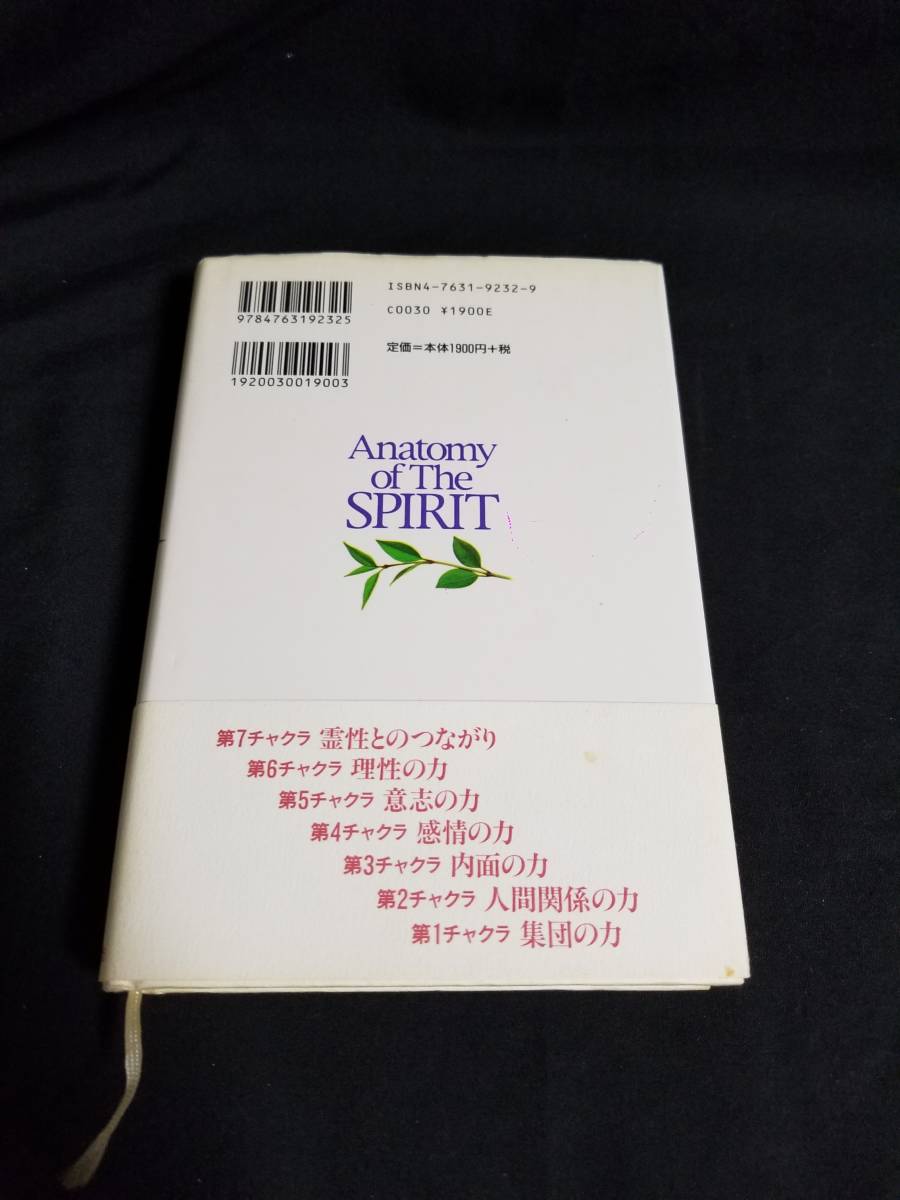 ISBN4-7631-9232-9
9784763192325
C0030 ¥1900E
定価＝本体1900円＋税
1920030019003
Anatomy
of The
SPIRIT
第7チャクラ 霊性とのつながり
第6チャクラ 理性の力
第5チャクラ 意志の力
第4チャクラ 感情の力
第3チャクラ 内面の力
第2チャクラ 人間関係の力
第1チャクラ 集団の力